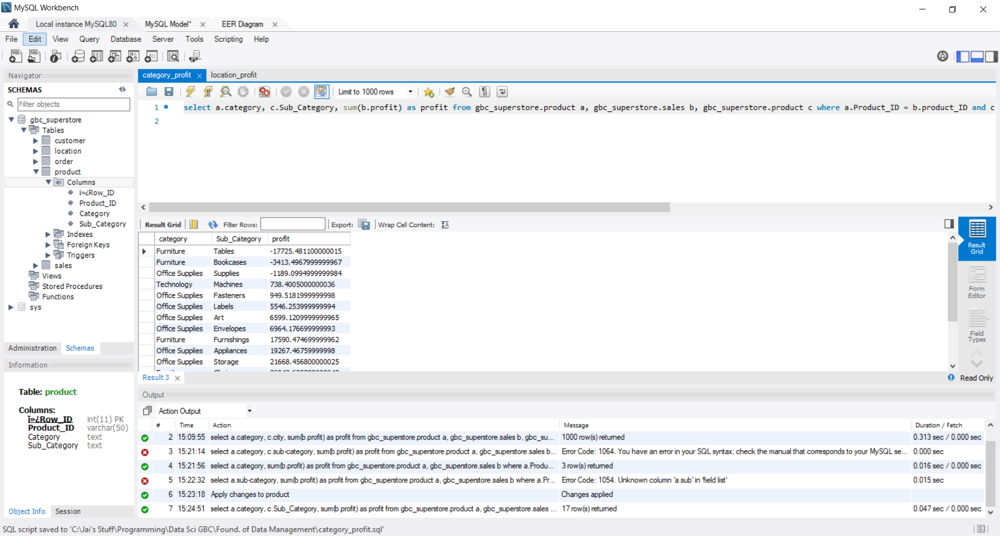 MySQL Workbench
Local instance MySQL80
MySQL Model*
EER Diagram
File Edit View Query Database Server Tools Scripting Help
Navigator
SCHEMAS
Filter objects
gbc_superstore
Tables
customer
location
order
product
Columns
ï»¿Row_ID
Product_ID
Category
Sub_Category
Indexes
Foreign Keys
Triggers
sales
Views
Stored Procedures
Functions
sys
Administration Schemas
Information
Table: product
Columns:
ï»¿Row_ID int(11) PK
Product_ID varchar(50)
Category text
Sub_Category text
Object Info Session
category_profit location_profit
Limit to 1000 rows
1 select a.category, c.Sub_Category, sum(b.profit) as profit from gbc_superstore.product a, gbc_superstore.sales b, gbc_superstore.product c where a.Product_ID = b.product_ID and c
2
Result Grid Filter Rows: Export: Wrap Cell Content:
category Sub_Category profit
Furniture Tables -17725.481100000015
Furniture Bookcases -3413.4967999999967
Office Supplies Supplies -1189.0994999999984
Technology Machines 738.4005000000036
Office Supplies Fasteners 949.5181999999998
Office Supplies Labels 5546.253999999994
Office Supplies Art 6599.1209999999965
Office Supplies Envelopes 6964.176699999993
Furniture Furnishings 17590.474699999962
Office Supplies Appliances 19267.46759999998
Office Supplies Storage 21668.456800000025
Result Grid
Form Editor
Field Types
Result 3
Read Only
Output
Action Output
# Time Action Message Duration / Fetch
2 15:09:55 select a.category, c.city, sum(b.profit) as profit from gbc_superstore.product a, gbc_superstore.sales b, gbc_su... 1000 row(s) returned 0.313 sec / 0.000 sec
3 15:21:14 select a.category, c.sub-category, sum(b.profit) as profit from gbc_superstore.product a, gbc_superstore.sales b... Error Code: 1064. You have an error in your SQL syntax; check the manual that corresponds to your MySQL se... 0.000 sec
4 15:21:56 select a.category, sum(b.profit) as profit from gbc_superstore.product a, gbc_superstore.sales b where a.Produ... 3 row(s) returned 0.016 sec / 0.000 sec
5 15:22:32 select a.sub-category, sum(b.profit) as profit from gbc_superstore.product a, gbc_superstore.sales b where a.Pr... Error Code: 1054. Unknown column 'a.sub' in 'field list' 0.015 sec
6 15:23:18 Apply changes to product Changes applied
7 15:24:51 select a.category, c.Sub_Category, sum(b.profit) as profit from gbc_superstore.product a, gbc_superstore.sales ... 17 row(s) returned 0.047 sec / 0.000 sec
SQL script saved to 'C:\Jai's Stuff\Programming\Data Sci GBC\Found. of Data Management\category_profit.sql'